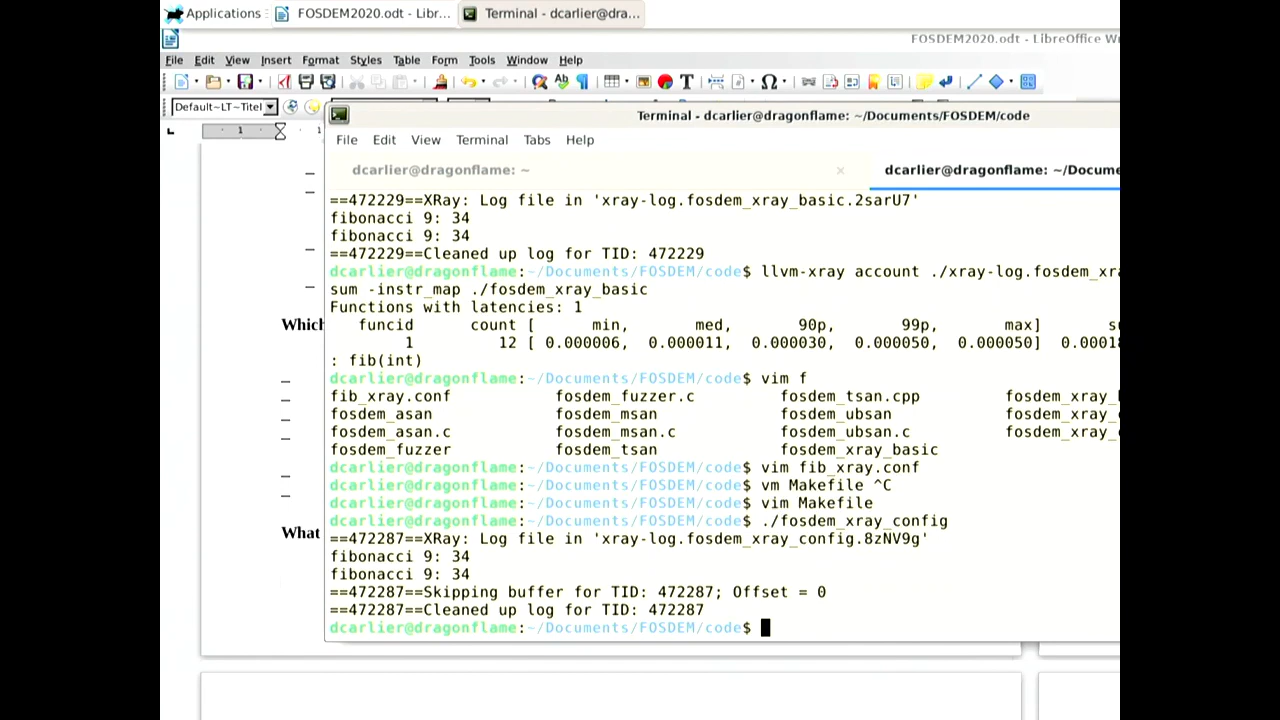 Applications
FOSDEM2020.odt - Libr...
Terminal - dcarlier@dra...
FOSDEM2020.odt - LibreOffice Wr
File Edit View Insert Format Styles Table Form Tools Window Help
Default~LT~Titel
1 1
Terminal - dcarlier@dragonflame: ~/Documents/FOSDEM/code
File Edit View Terminal Tabs Help
dcarlier@dragonflame: ~ × dcarlier@dragonflame: ~/Docume
==472229==XRay: Log file in 'xray-log.fosdem_xray_basic.2sarU7'
fibonacci 9: 34
fibonacci 9: 34
==472229==Cleaned up log for TID: 472229
dcarlier@dragonflame:~/Documents/FOSDEM/code$ llvm-xray account ./xray-log.fosdem_xra
sum -instr_map ./fosdem_xray_basic
Functions with latencies: 1
funcid count [ min, med, 90p, 99p, max] su
1 12 [ 0.000006, 0.000011, 0.000030, 0.000050, 0.000050] 0.00018
: fib(int)
dcarlier@dragonflame:~/Documents/FOSDEM/code$ vim f
fib_xray.conf fosdem_fuzzer.c fosdem_tsan.cpp fosdem_xray_b
fosdem_asan fosdem_msan fosdem_ubsan fosdem_xray_c
fosdem_asan.c fosdem_msan.c fosdem_ubsan.c fosdem_xray_c
fosdem_fuzzer fosdem_tsan fosdem_xray_basic
dcarlier@dragonflame:~/Documents/FOSDEM/code$ vim fib_xray.conf
dcarlier@dragonflame:~/Documents/FOSDEM/code$ vm Makefile ^C
dcarlier@dragonflame:~/Documents/FOSDEM/code$ vim Makefile
dcarlier@dragonflame:~/Documents/FOSDEM/code$ ./fosdem_xray_config
==472287==XRay: Log file in 'xray-log.fosdem_xray_config.8zNV9g'
fibonacci 9: 34
fibonacci 9: 34
==472287==Skipping buffer for TID: 472287; Offset = 0
==472287==Cleaned up log for TID: 472287
dcarlier@dragonflame:~/Documents/FOSDEM/code$
Which
What